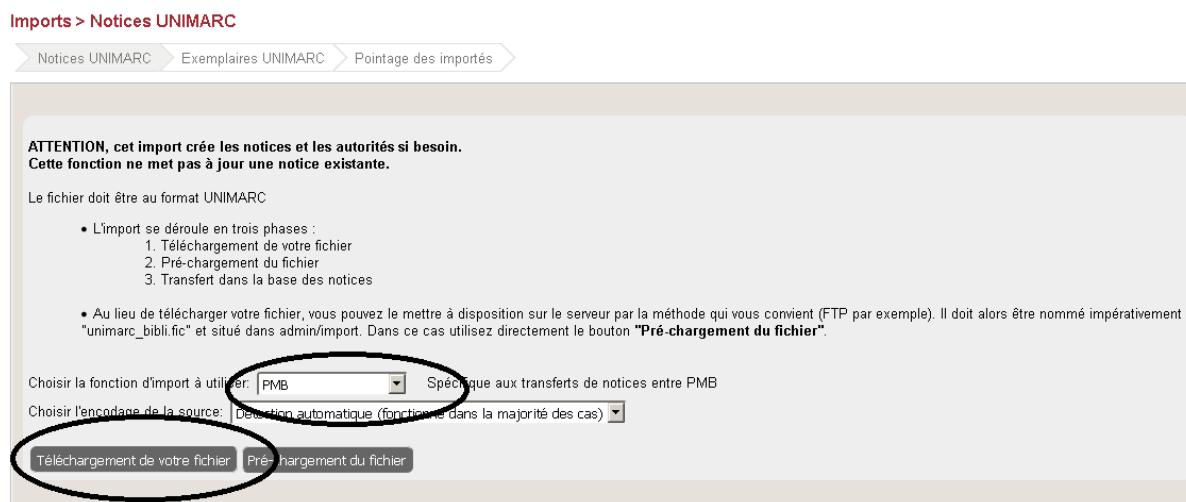 Imports > Notices UNIMARC
Notices UNIMARC
Exemplaires UNIMARC
Pointage des importés
ATTENTION, cet import crée les notices et les autorités si besoin.
Cette fonction ne met pas à jour une notice existante.
Le fichier doit être au format UNIMARC
• L'import se déroule en trois phases :
1. Téléchargement de votre fichier
2. Pré-chargement du fichier
3. Transfert dans la base des notices
• Au lieu de télécharger votre fichier, vous pouvez le mettre à disposition sur le serveur par la méthode qui vous convient (FTP par exemple). Il doit alors être nommé impérativement
"unimarc_bibli.fic" et situé dans admin/import. Dans ce cas utilisez directement le bouton "Pré-chargement du fichier".
Choisir la fonction d'import à utiliser: PMB Spécifique aux transferts de notices entre PMB
Choisir l'encodage de la source: Détection automatique (fonctionne dans la majorité des cas)
Téléchargement de votre fichier Pré-chargement du fichier